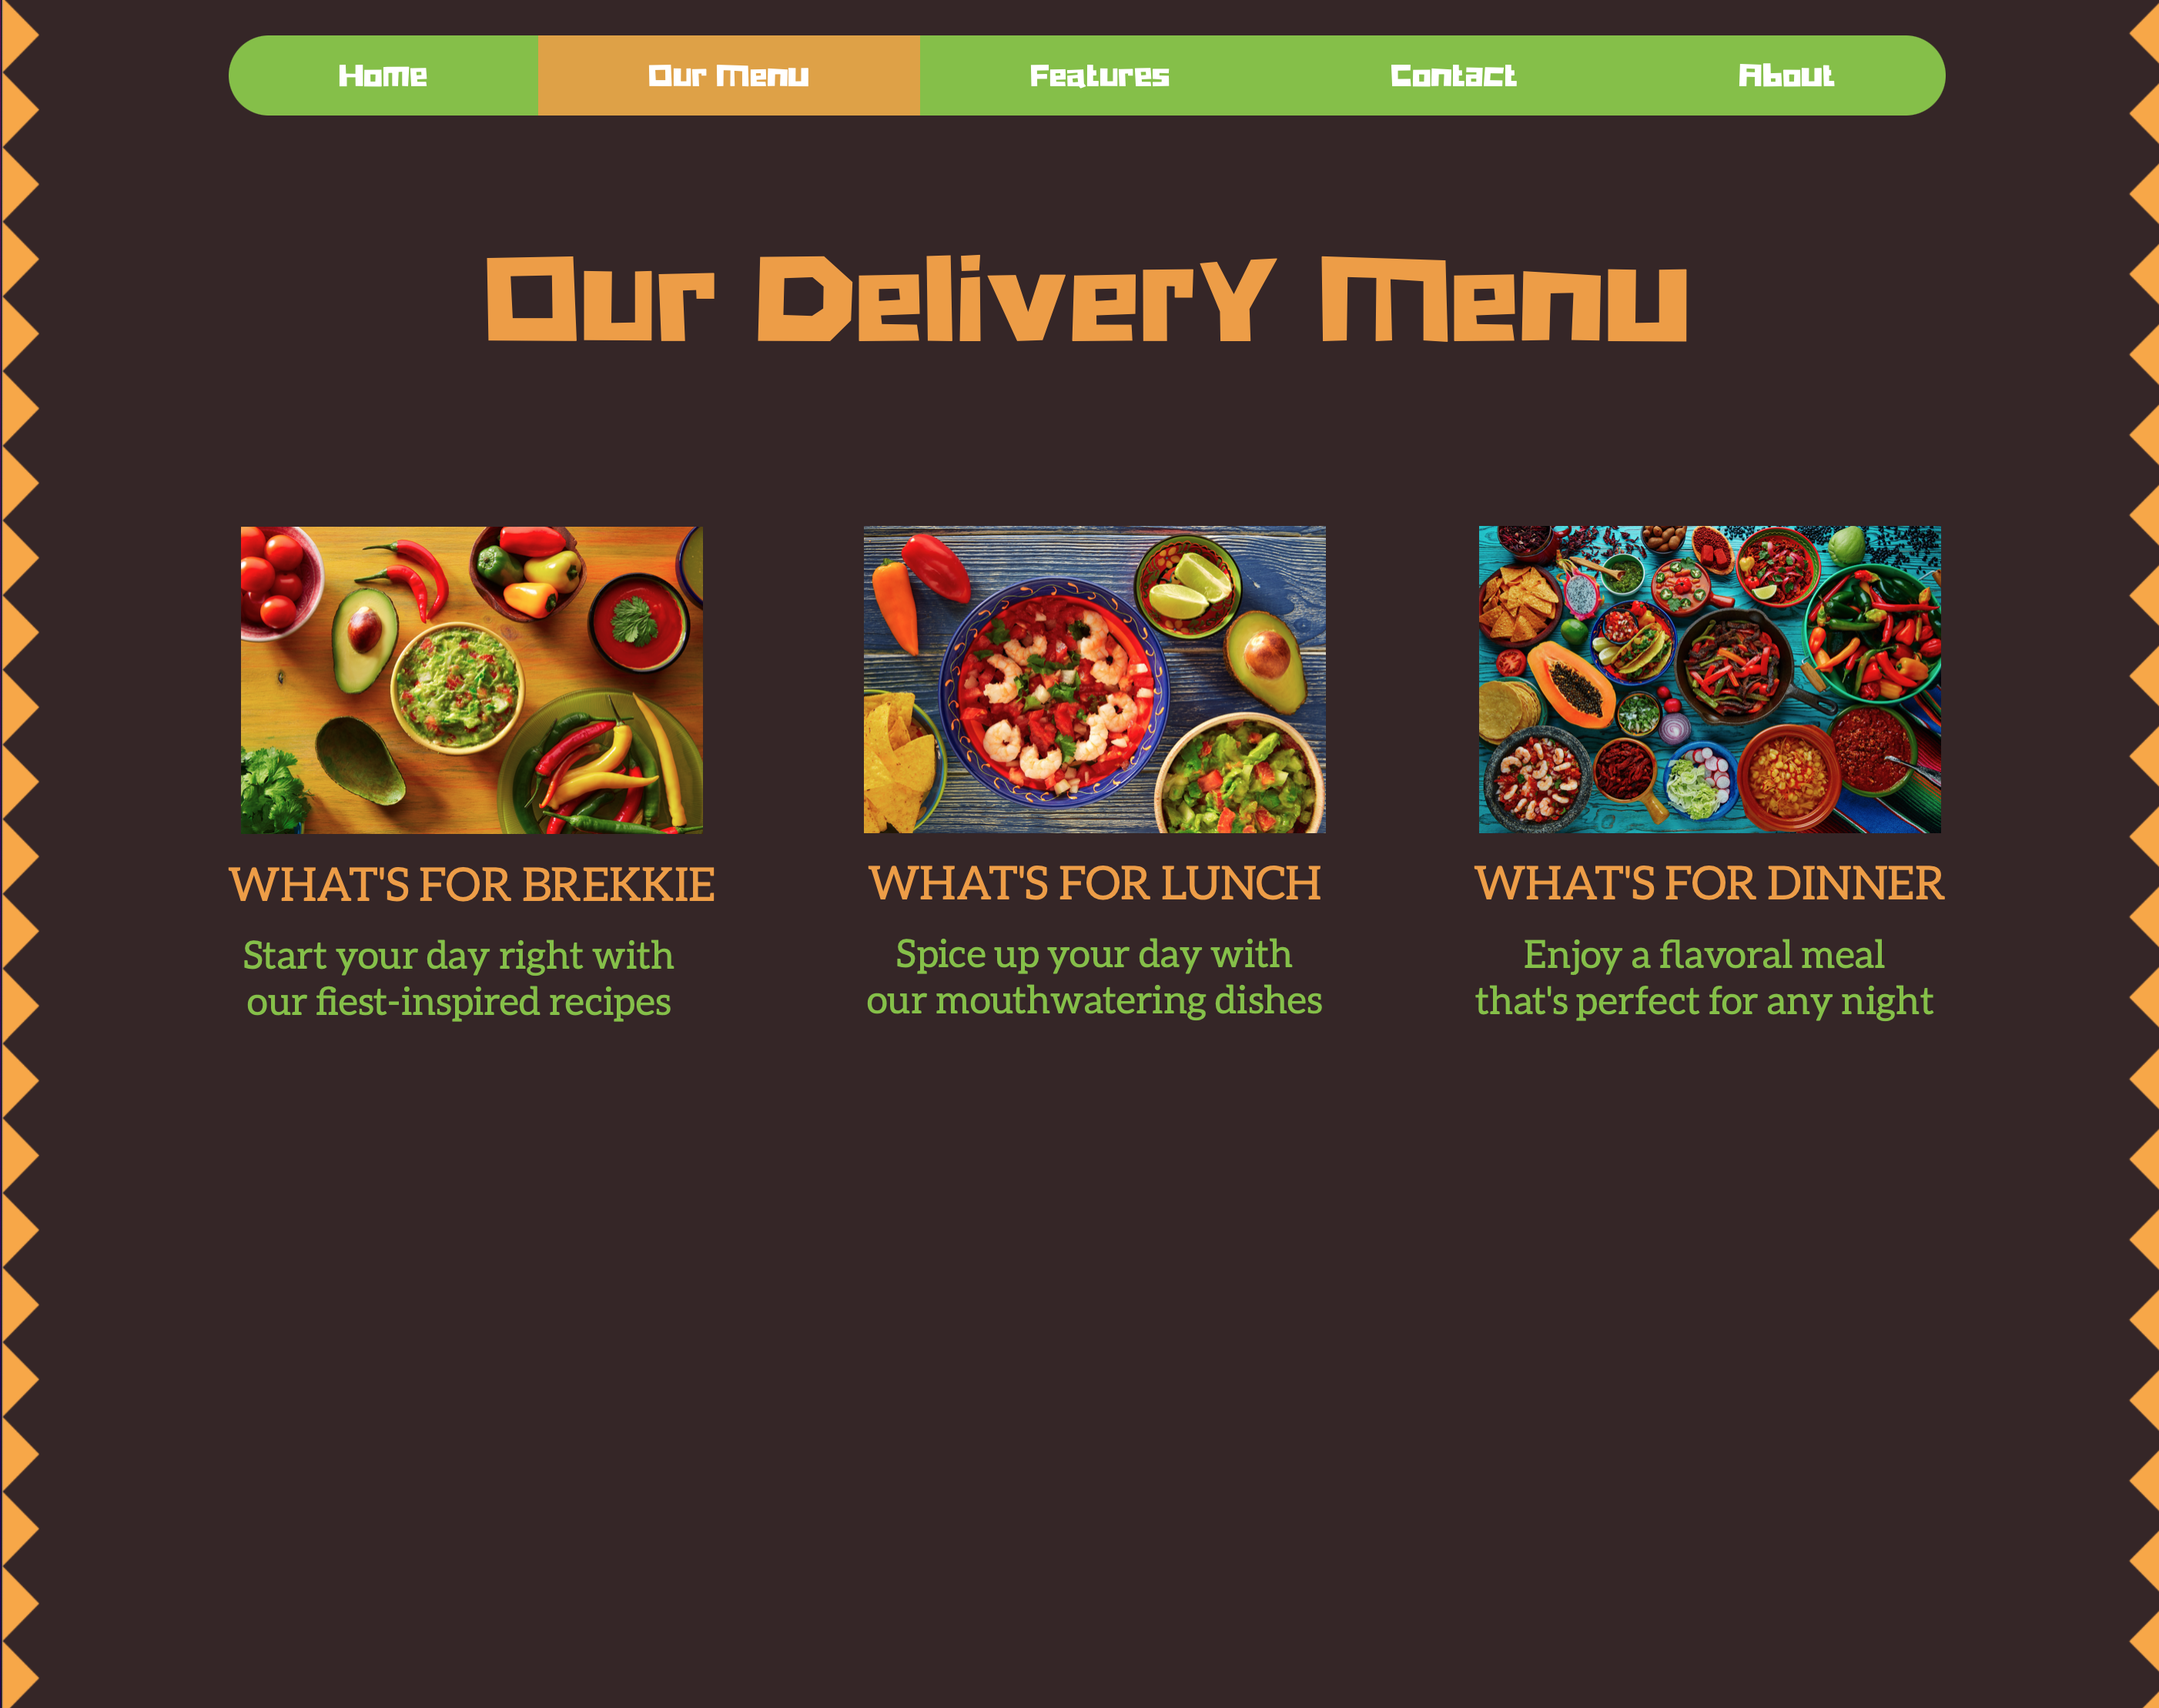 Home Our Menu Features Contact About
Our Delivery Menu
WHAT'S FOR BREKKIE
Start your day right with
our fiest-inspired recipes
WHAT'S FOR LUNCH
Spice up your day with
our mouthwatering dishes
WHAT'S FOR DINNER
Enjoy a flavoral meal
that's perfect for any night